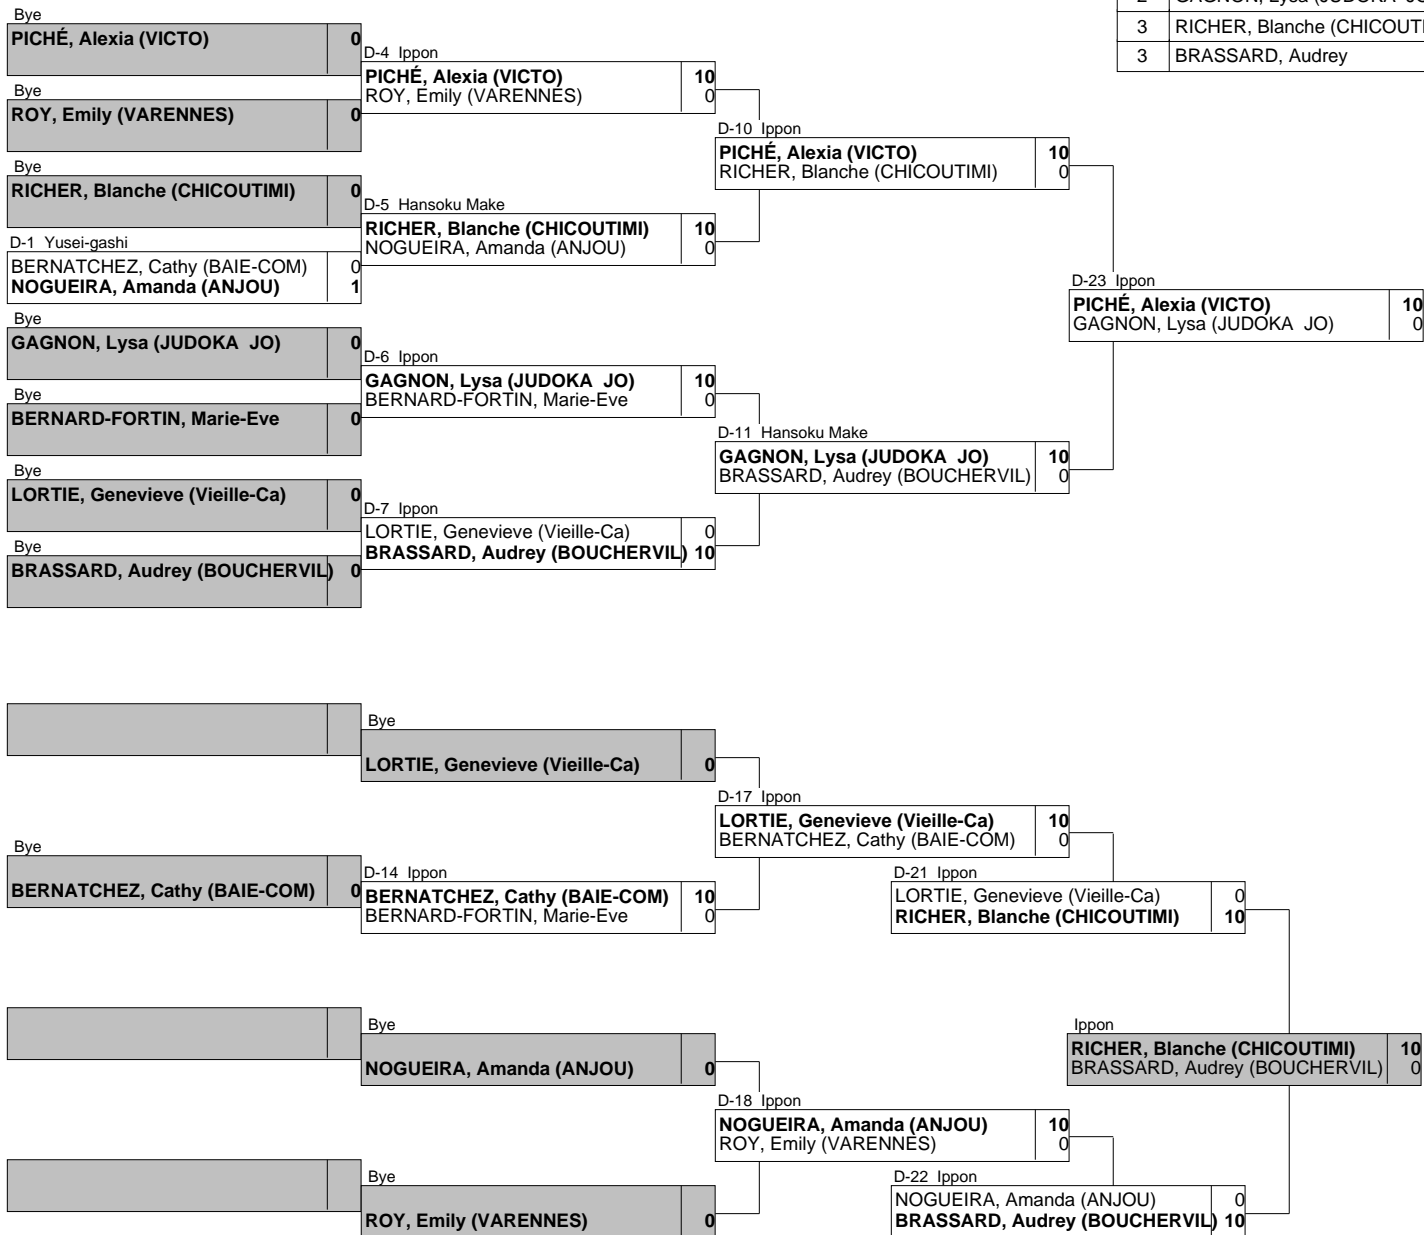 2 GAGNON, Lysa (JUDOKA
3 RICHER, Blanche
3 BRASSARD, Audrey
Bye
PICHÉ, Alexia (VICTO) 0
Bye
ROY, Emily (VARENNES) 0
Bye
RICHER, Blanche (CHICOUTIMI) 0
D-1 Yusei-gashi
BERNATCHEZ, Cathy (BAIE-COM) 0
NOGUEIRA, Amanda (ANJOU) 1
Bye
GAGNON, Lysa (JUDOKA JO) 0
Bye
BERNARD-FORTIN, Marie-Eve 0
Bye
LORTIE, Genevieve (Vieille-Ca) 0
Bye
BRASSARD, Audrey (BOUCHERVIL) 0
D-4 Ippon
PICHÉ, Alexia (VICTO) 10
ROY, Emily (VARENNES) 0
D-5 Hansoku Make
RICHER, Blanche (CHICOUTIMI) 10
NOGUEIRA, Amanda (ANJOU) 0
D-6 Ippon
GAGNON, Lysa (JUDOKA JO) 10
BERNARD-FORTIN, Marie-Eve 0
D-7 Ippon
LORTIE, Genevieve (Vieille-Ca) 0
BRASSARD, Audrey (BOUCHERVIL) 10
D-10 Ippon
PICHÉ, Alexia (VICTO) 10
RICHER, Blanche (CHICOUTIMI) 0
D-11 Hansoku Make
GAGNON, Lysa (JUDOKA JO) 10
BRASSARD, Audrey (BOUCHERVIL) 0
D-23 Ippon
PICHÉ, Alexia (VICTO) 10
GAGNON, Lysa (JUDOKA JO) 0
Bye
LORTIE, Genevieve (Vieille-Ca) 0
Bye
BERNATCHEZ, Cathy (BAIE-COM) 0
D-14 Ippon
BERNATCHEZ, Cathy (BAIE-COM) 10
BERNARD-FORTIN, Marie-Eve 0
D-17 Ippon
LORTIE, Genevieve (Vieille-Ca) 10
BERNATCHEZ, Cathy (BAIE-COM) 0
D-21 Ippon
LORTIE, Genevieve (Vieille-Ca) 0
RICHER, Blanche (CHICOUTIMI) 10
Bye
NOGUEIRA, Amanda (ANJOU) 0
Bye
ROY, Emily (VARENNES) 0
D-18 Ippon
NOGUEIRA, Amanda (ANJOU) 10
ROY, Emily (VARENNES) 0
D-22 Ippon
NOGUEIRA, Amanda (ANJOU) 0
BRASSARD, Audrey (BOUCHERVIL) 10
Ippon
RICHER, Blanche (CHICOUTIMI) 10
BRASSARD, Audrey (BOUCHERVIL) 0